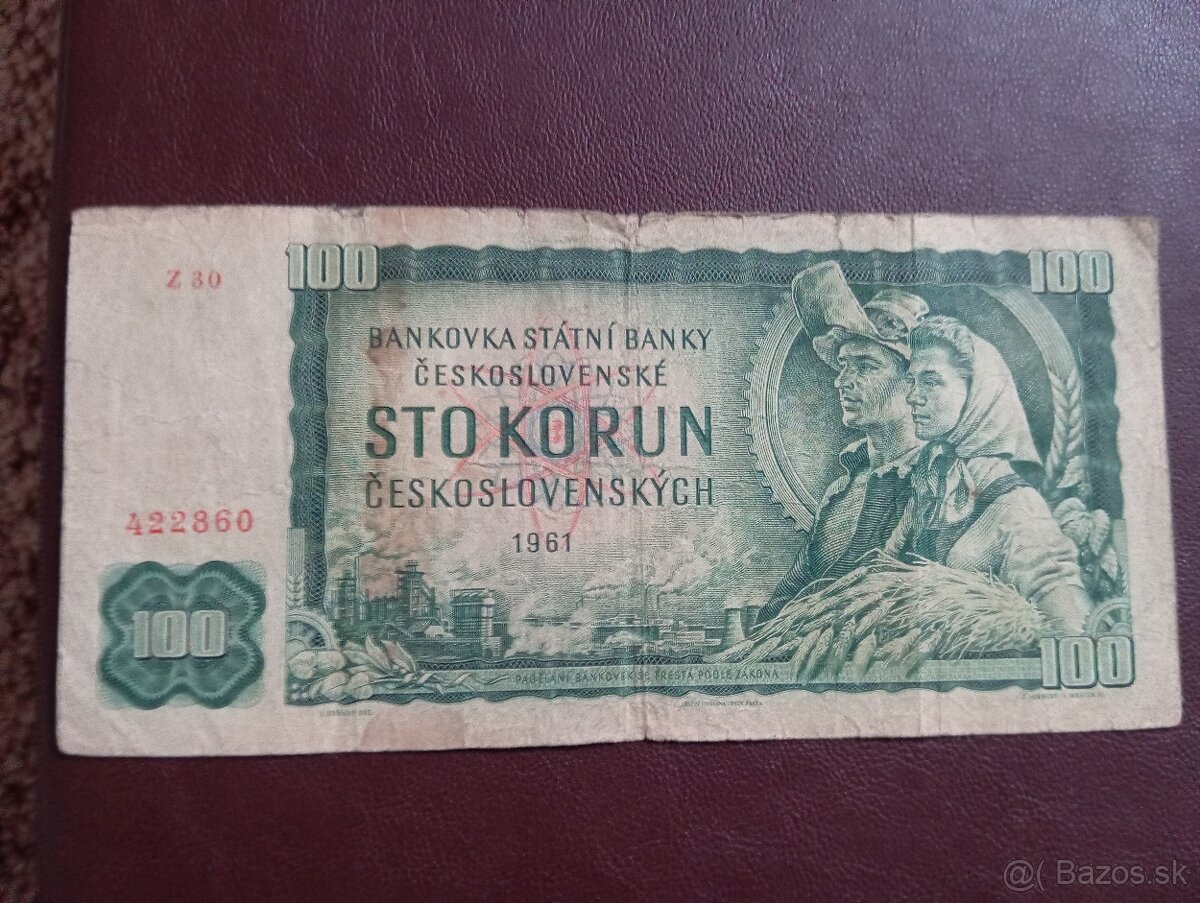 Z 30
100
100
BANKOVKA STÁTNÍ BANKY
ČESKOSLOVENSKÉ
STO KORUN
ČESKOSLOVENSKÝCH
1961
422860
100
100
PADĚLÁNÍ BANKOVEK SE TRESTÁ PODLE ZÁKONA
@( Bazos.sk